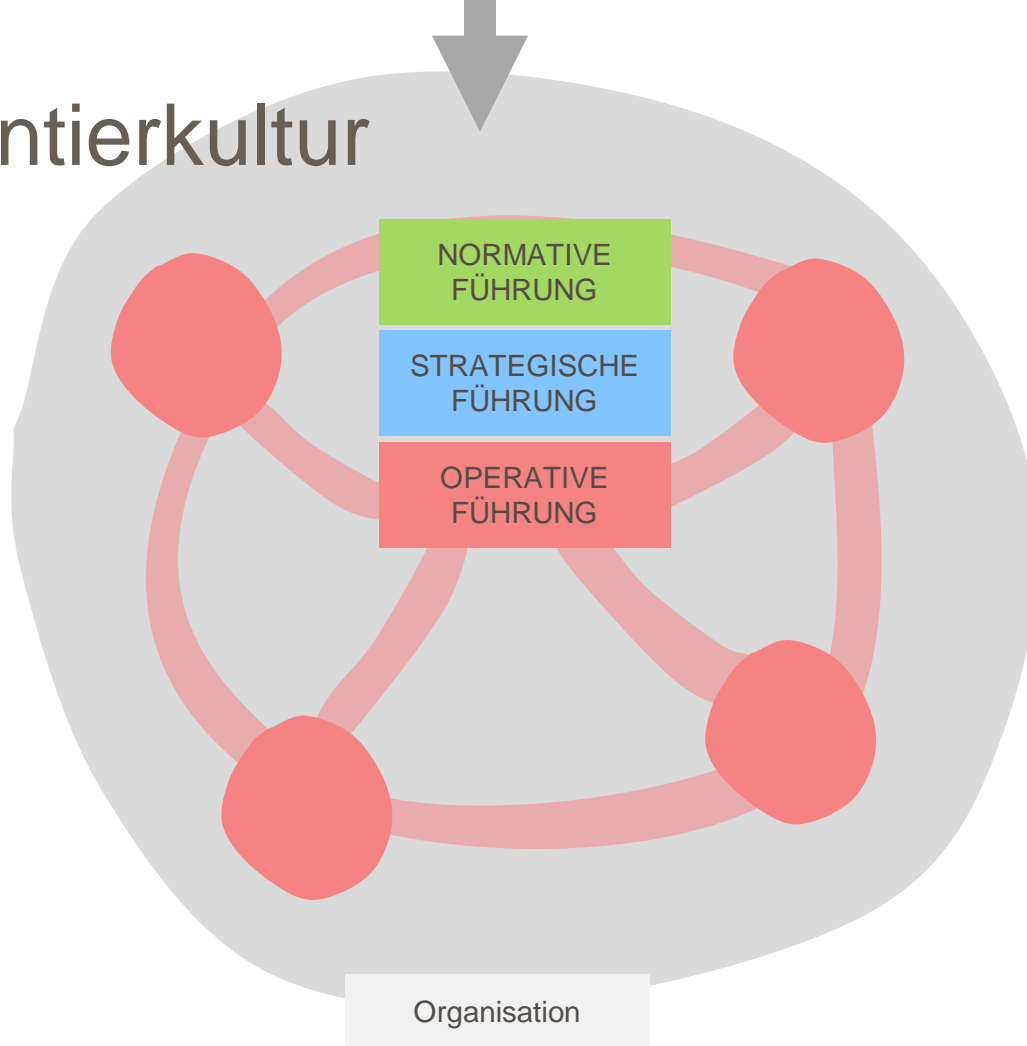 ntierkultur
NORMATIVE
FÜHRUNG
STRATEGISCHE
FÜHRUNG
OPERATIVE
FÜHRUNG
Organisation